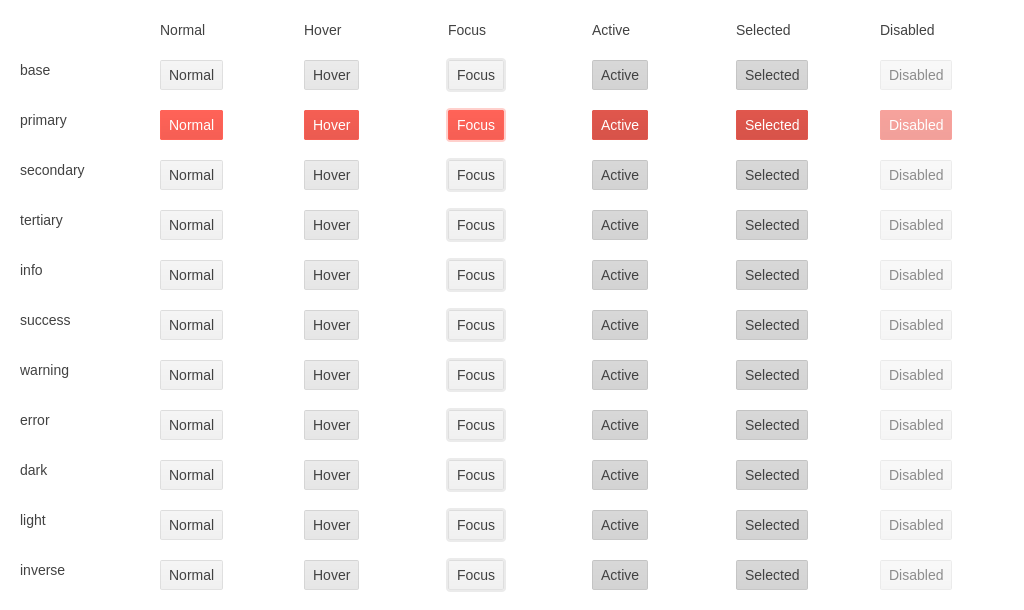 Normal Hover Focus Active Selected Disabled
base Normal Hover Focus Active Selected Disabled
primary Normal Hover Focus Active Selected Disabled
secondary Normal Hover Focus Active Selected Disabled
tertiary Normal Hover Focus Active Selected Disabled
info Normal Hover Focus Active Selected Disabled
success Normal Hover Focus Active Selected Disabled
warning Normal Hover Focus Active Selected Disabled
error Normal Hover Focus Active Selected Disabled
dark Normal Hover Focus Active Selected Disabled
light Normal Hover Focus Active Selected Disabled
inverse Normal Hover Focus Active Selected Disabled